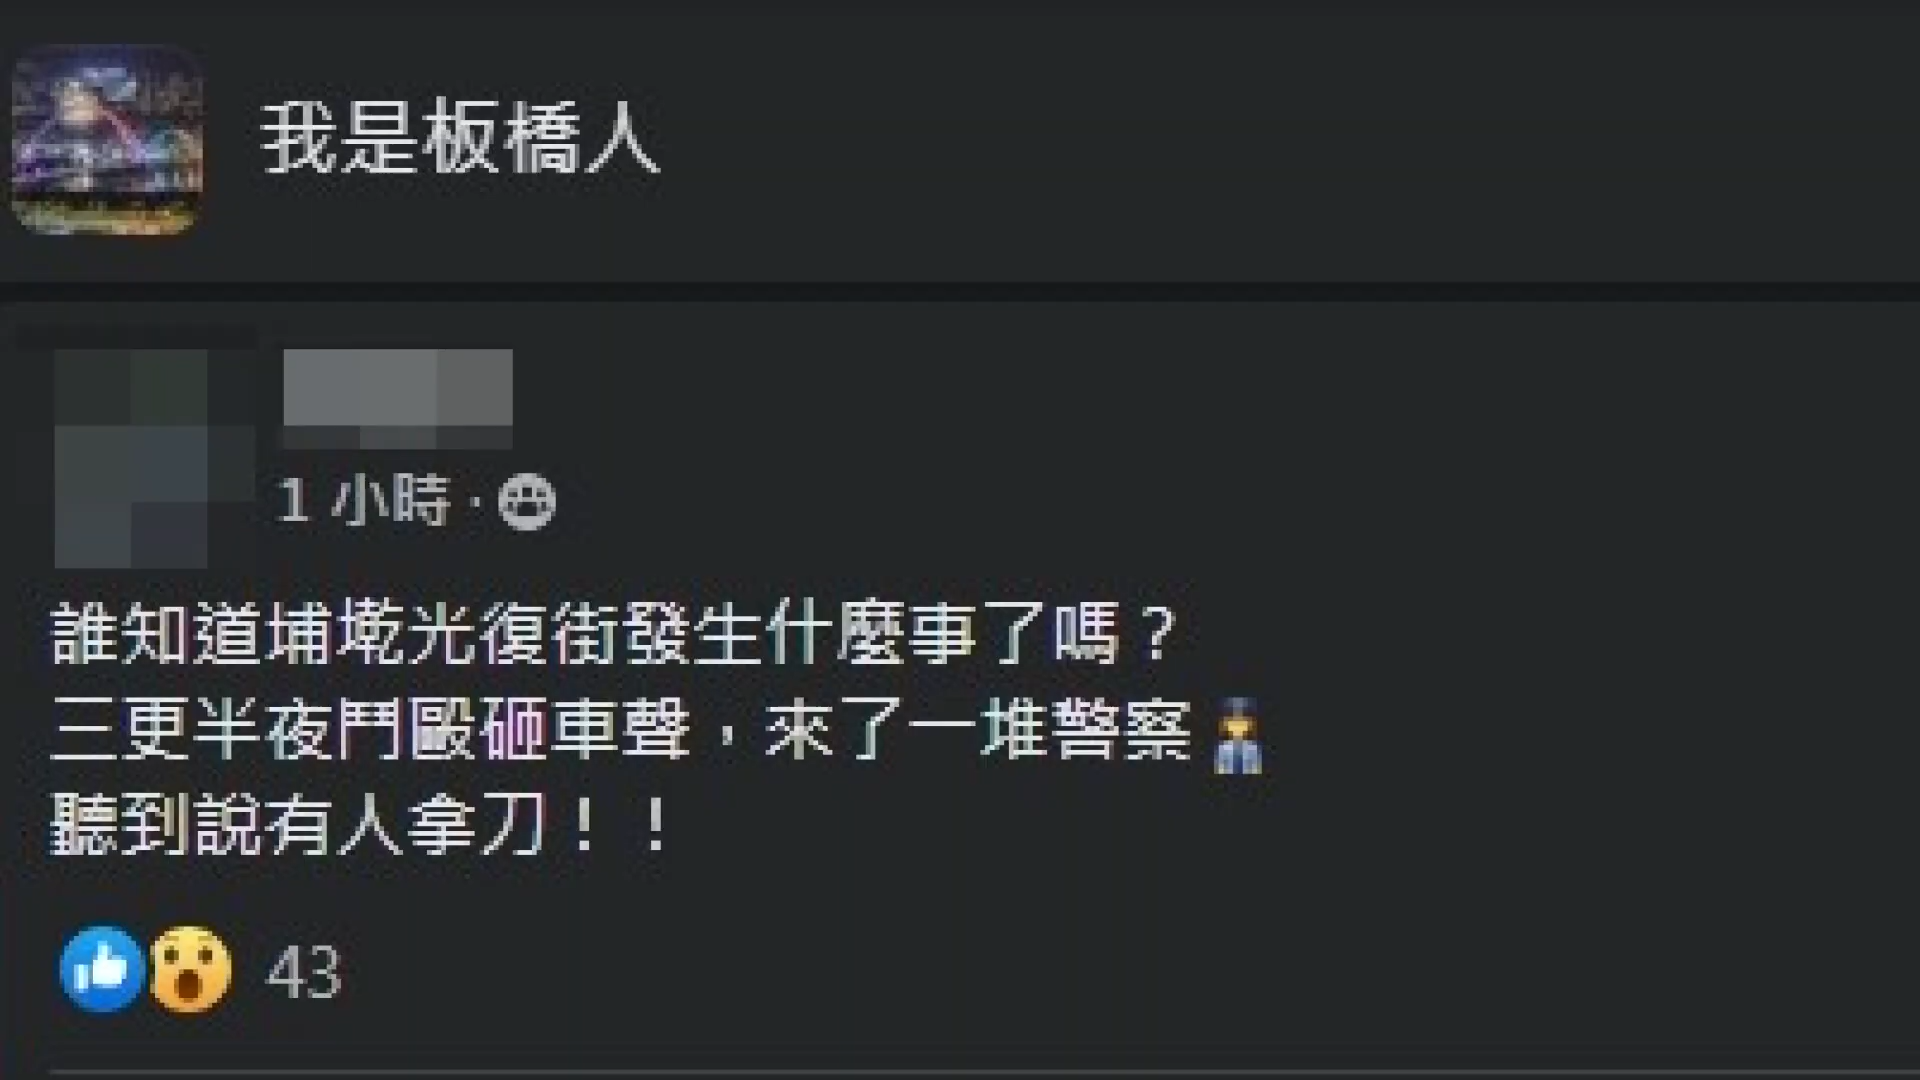 我是板橋人
1 小時 ·
誰知道埔墘光復街發生什麼事了嗎？
三更半夜鬥毆砸車聲，來了一堆警察👮
聽到說有人拿刀！！
43